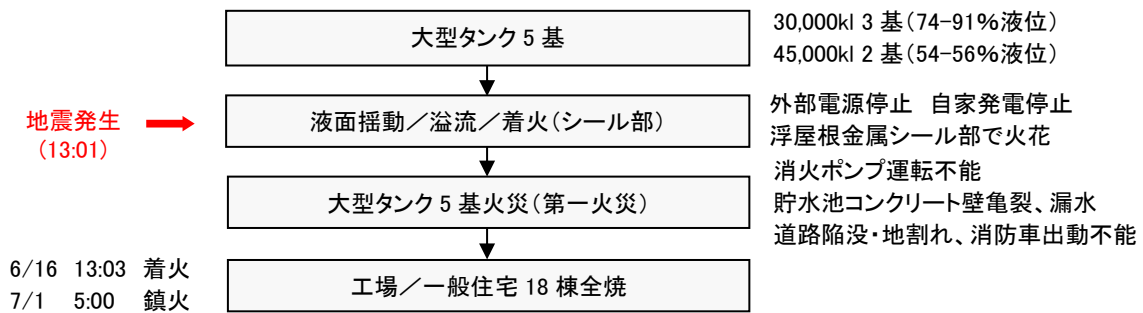 大型タンク 5 基
30,000kl 3 基(74-91%液位)
45,000kl 2 基(54-56%液位)
地震発生
(13:01)
液面揺動/溢流/着火(シール部)
外部電源停止 自家発電停止
浮屋根金属シール部で火花
消火ポンプ運転不能
大型タンク 5 基火災(第一火災)
貯水池コンクリート壁亀裂、漏水
道路陥没・地割れ、消防車出動不能
6/16 13:03 着火
7/1 5:00 鎮火
工場/一般住宅 18 棟全焼